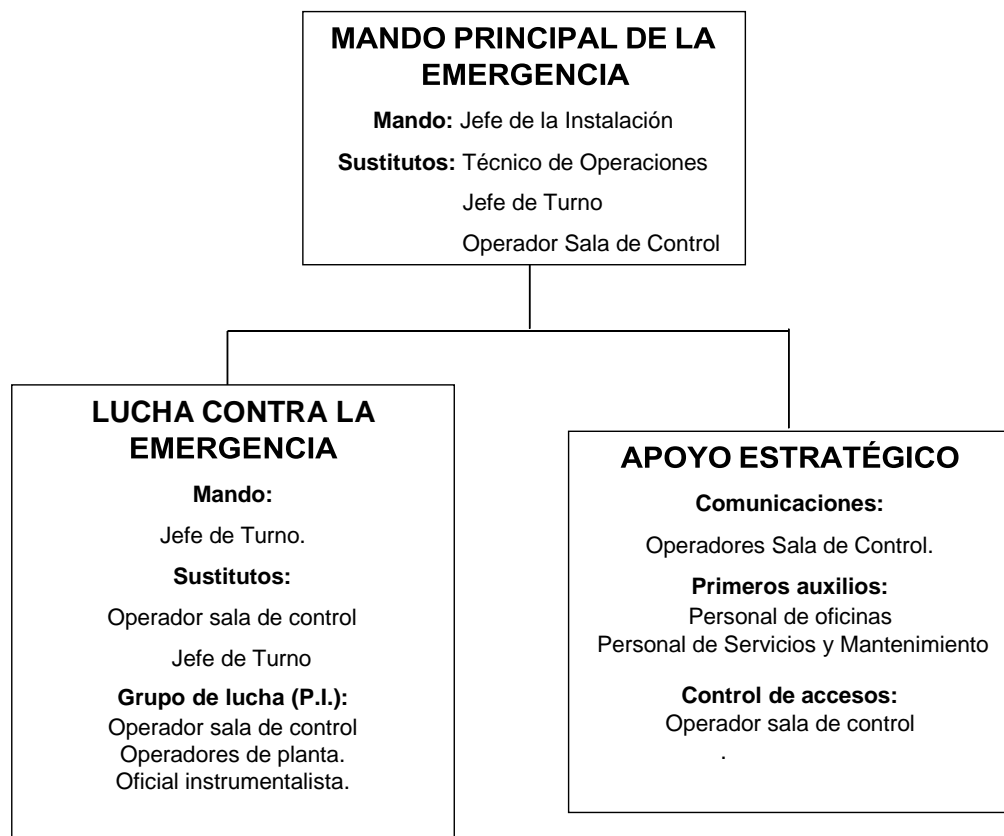 MANDO PRINCIPAL DE LA
EMERGENCIA
Mando: Jefe de la Instalación
Sustitutos: Técnico de Operaciones
Jefe de Turno
Operador Sala de Control
LUCHA CONTRA LA
EMERGENCIA
Mando:
Jefe de Turno.
Sustitutos:
Operador sala de control
Jefe de Turno
Grupo de lucha (P.I.):
Operador sala de control
Operadores de planta.
Oficial instrumentalista.
APOYO ESTRATÉGICO
Comunicaciones:
Operadores Sala de Control.
Primeros auxilios:
Personal de oficinas
Personal de Servicios y Mantenimiento
Control de accesos:
Operador sala de control
.